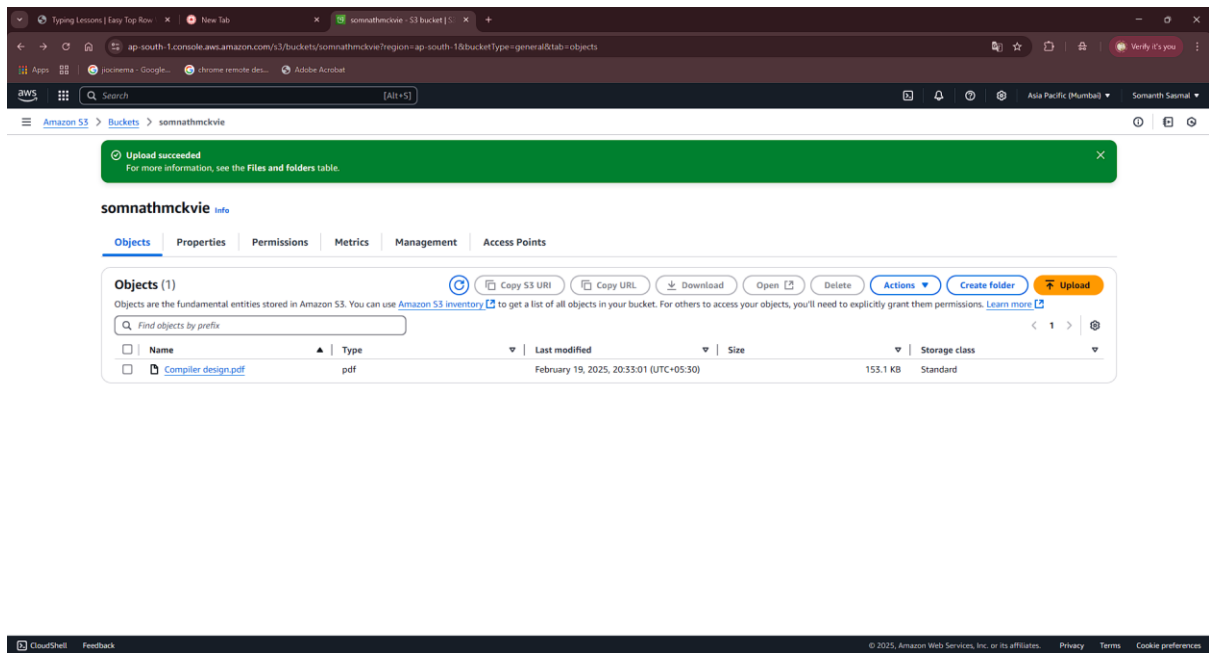 Typing Lessons | Easy Top Row
New Tab
somnathmckvie - S3 bucket | S
ap-south-1.console.aws.amazon.com/s3/buckets/somnathmckvie?region=ap-south-1&bucketType=general&tab=objects
Verify it's you
Apps jiocinema - Google... chrome remote des... Adobe Acrobat
aws Search [Alt+S] Asia Pacific (Mumbai) Somanth Sasmal
Amazon S3 > Buckets > somnathmckvie
Upload succeeded
For more information, see the Files and folders table.
somnathmckvie Info
Objects Properties Permissions Metrics Management Access Points
Objects (1) Copy S3 URI Copy URL Download Open Delete Actions Create folder Upload
Objects are the fundamental entities stored in Amazon S3. You can use Amazon S3 inventory to get a list of all objects in your bucket. For others to access your objects, you'll need to explicitly grant them permissions. Learn more
Find objects by prefix < 1 >
Name Type Last modified Size Storage class
Compiler design.pdf pdf February 19, 2025, 20:33:01 (UTC+05:30) 153.1 KB Standard
CloudShell Feedback © 2025, Amazon Web Services, Inc. or its affiliates. Privacy Terms Cookie preferences